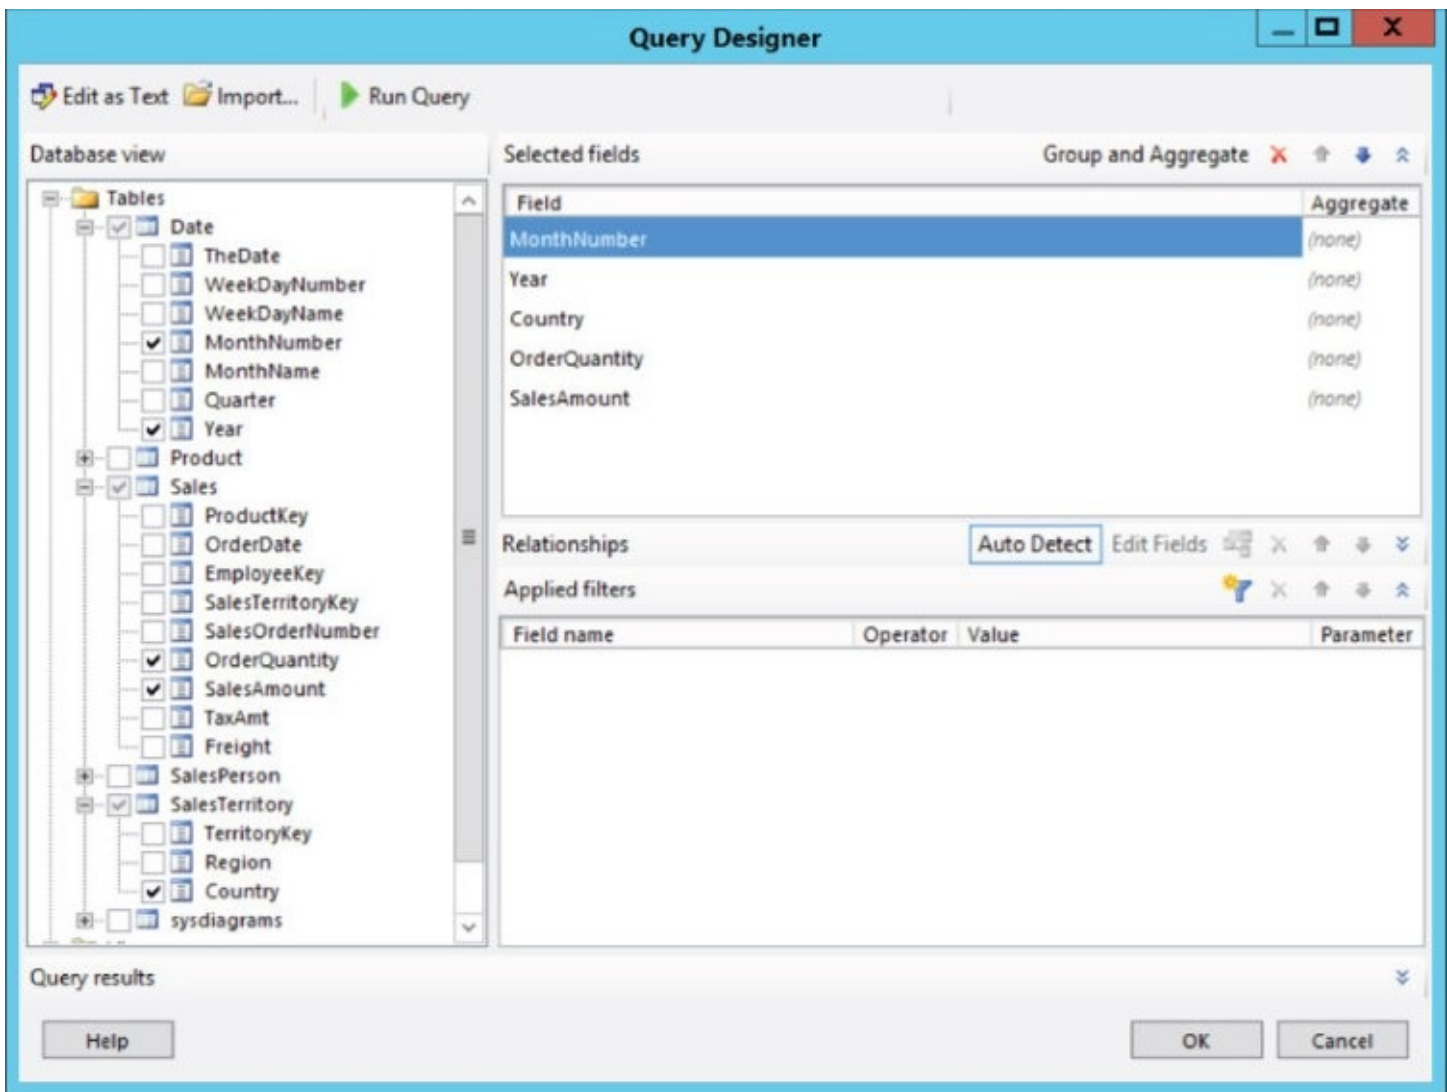 Query Designer
Edit as Text Import... Run Query
Database view
Tables
Date
TheDate
WeekDayNumber
WeekDayName
MonthNumber
MonthName
Quarter
Year
Product
Sales
ProductKey
OrderDate
EmployeeKey
SalesTerritoryKey
SalesOrderNumber
OrderQuantity
SalesAmount
TaxAmt
Freight
SalesPerson
SalesTerritory
TerritoryKey
Region
Country
sysdiagrams
Selected fields Group and Aggregate
Field Aggregate
MonthNumber (none)
Year (none)
Country (none)
OrderQuantity (none)
SalesAmount (none)
Relationships Auto Detect Edit Fields
Applied filters
Field name Operator Value Parameter
Query results
Help OK Cancel